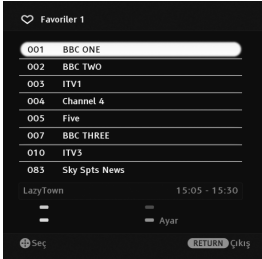 Favoriler 1
001 BBC ONE
002 BBC TWO
003 ITV1
004 Channel 4
005 Five
007 BBC THREE
010 ITV3
083 Sky Spts News
LazyTown 15:05 - 15:30
Ayar
Seç RETURN Çıkış